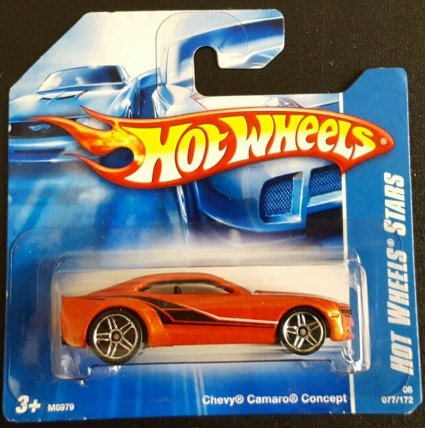 HOT WHEELS®
HOT WHEELS® STARS
Chevy® Camaro® Concept
08
077/172
3+ M6979